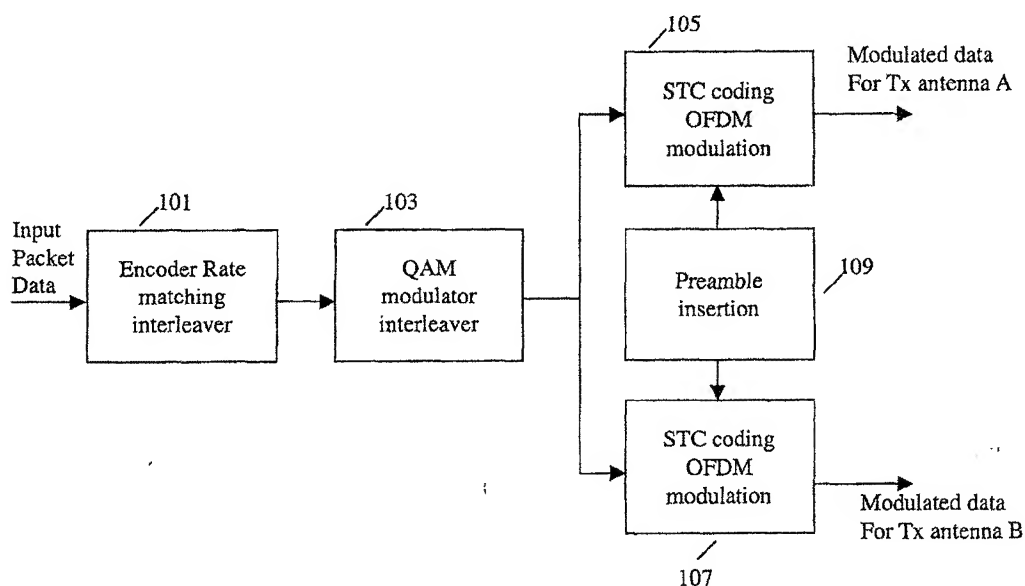 105
Modulated data
For Tx antenna A
STC coding
OFDM
modulation
101
103
Input
Packet
Data
Encoder Rate
matching
interleaver
QAM
modulator
interleaver
Preamble
insertion
109
STC coding
OFDM
modulation
Modulated data
For Tx antenna B
107